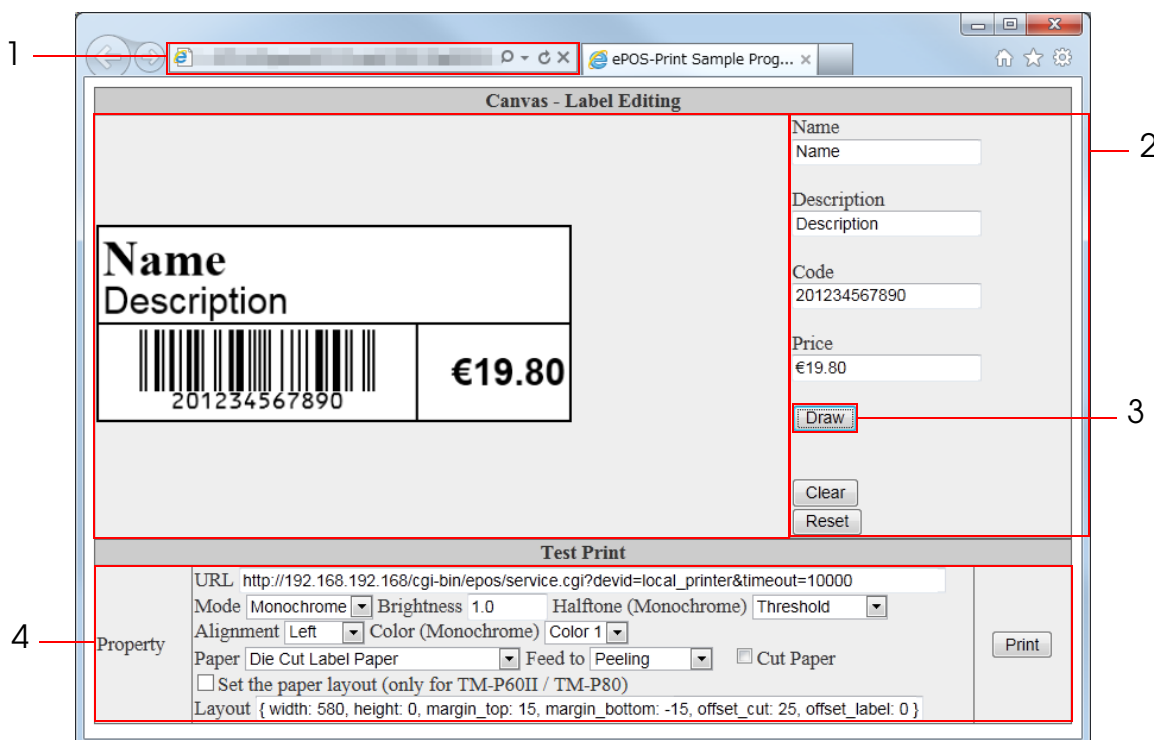 1
ePOS-Print Sample Prog...
Canvas - Label Editing
Name
Description
201234567890
€19.80
Name
Name
Description
Description
Code
201234567890
Price
€19.80
Draw
Clear
Reset
2
3
Test Print
4
Property
URL http://192.168.192.168/cgi-bin/epos/service.cgi?devid=local_printer&timeout=10000
Mode Monochrome Brightness 1.0 Halftone (Monochrome) Threshold
Alignment Left Color (Monochrome) Color 1
Paper Die Cut Label Paper Feed to Peeling Cut Paper
Set the paper layout (only for TM-P60II / TM-P80)
Layout { width: 580, height: 0, margin_top: 15, margin_bottom: -15, offset_cut: 25, offset_label: 0 }
Print